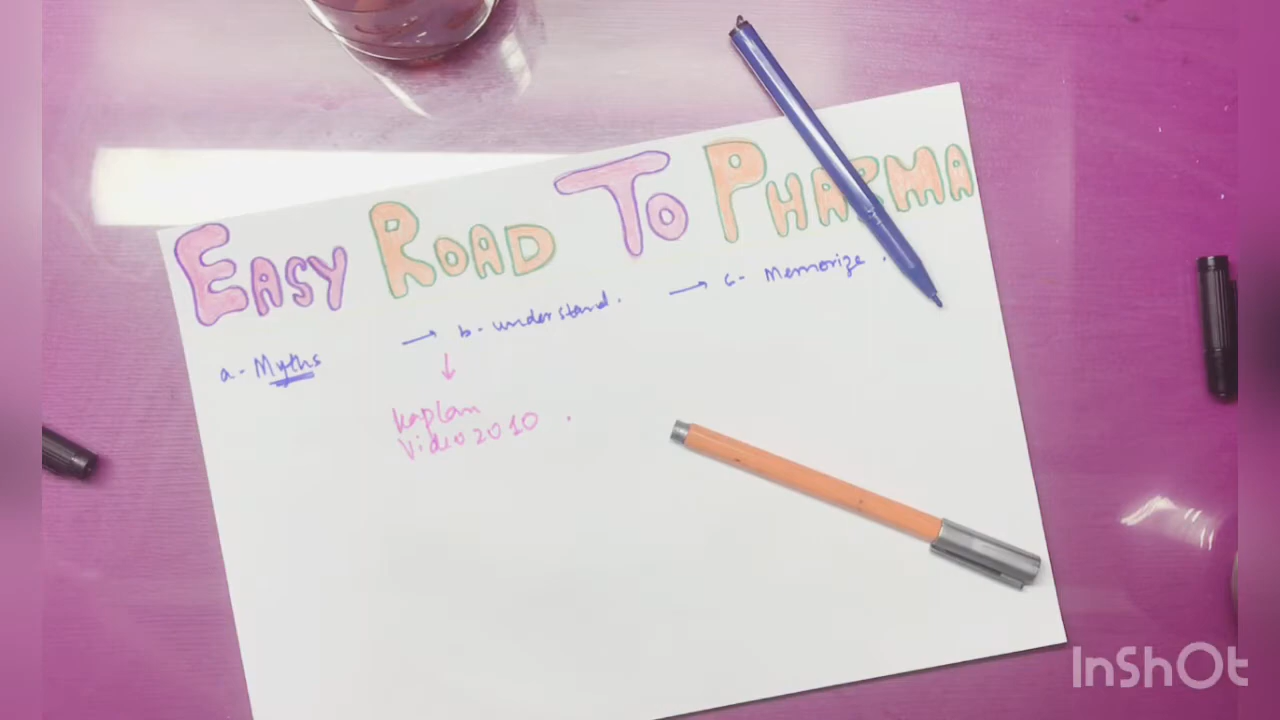 EASY ROAD TO PHARMA
a- Myths → b- understand. → c- Memorize.
↓
Kaplan
Video 2010.
InShOt